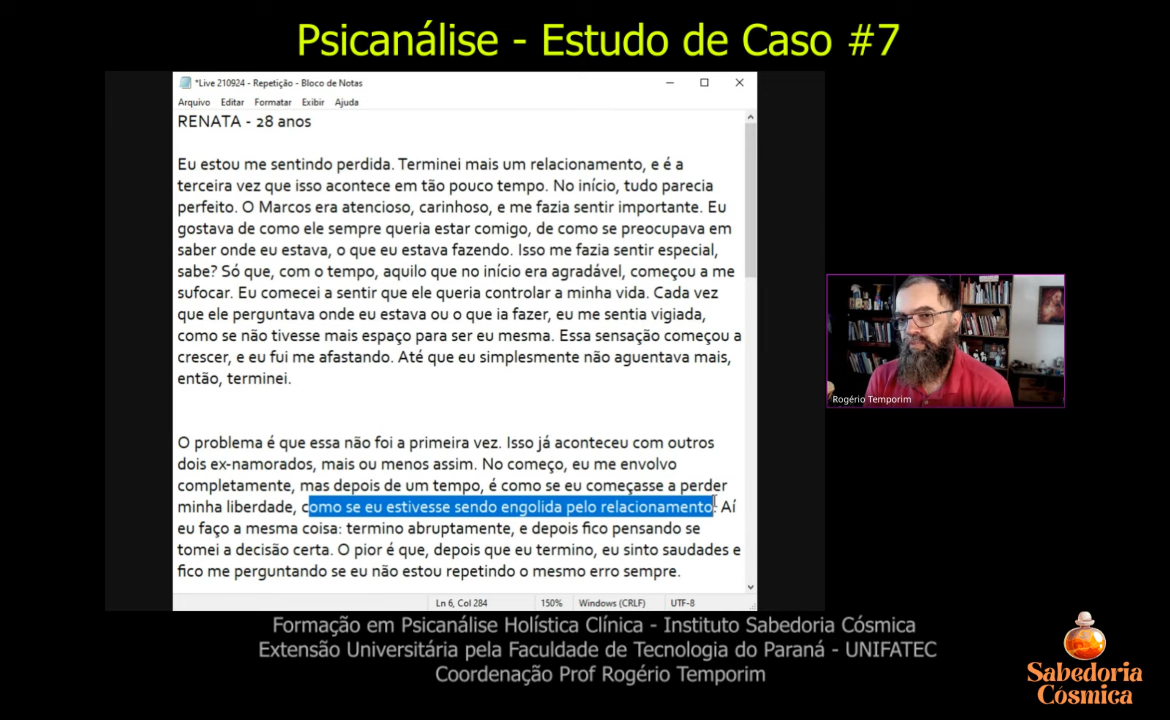 Psicanálise - Estudo de Caso #7
*Live 210924 - Repetição - Bloco de Notas
Arquivo Editar Formatar Exibir Ajuda
RENATA - 28 anos
Eu estou me sentindo perdida. Terminei mais um relacionamento, e é a
terceira vez que isso acontece em tão pouco tempo. No início, tudo parecia
perfeito. O Marcos era atencioso, carinhoso, e me fazia sentir importante. Eu
gostava de como ele sempre queria estar comigo, de como se preocupava em
saber onde eu estava, o que eu estava fazendo. Isso me fazia sentir especial,
sabe? Só que, com o tempo, aquilo que no início era agradável, começou a me
sufocar. Eu comecei a sentir que ele queria controlar a minha vida. Cada vez
que ele perguntava onde eu estava ou o que ia fazer, eu me sentia vigiada,
como se não tivesse mais espaço para ser eu mesma. Essa sensação começou a
crescer, e eu fui me afastando. Até que eu simplesmente não aguentava mais,
então, terminei.
O problema é que essa não foi a primeira vez. Isso já aconteceu com outros
dois ex-namorados, mais ou menos assim. No começo, eu me envolvo
completamente, mas depois de um tempo, é como se eu começasse a perder
minha liberdade, como se eu estivesse sendo engolida pelo relacionamento. Aí
eu faço a mesma coisa: termino abruptamente, e depois fico pensando se
tomei a decisão certa. O pior é que, depois que eu termino, eu sinto saudades e
fico me perguntando se eu não estou repetindo o mesmo erro sempre.
Ln 6, Col 284 150% Windows (CRLF) UTF-8
Rogério Temporim
Formação em Psicanálise Holística Clínica - Instituto Sabedoria Cósmica
Extensão Universitária pela Faculdade de Tecnologia do Paraná - UNIFATEC
Coordenação Prof Rogério Temporim
Sabedoria
Cósmica